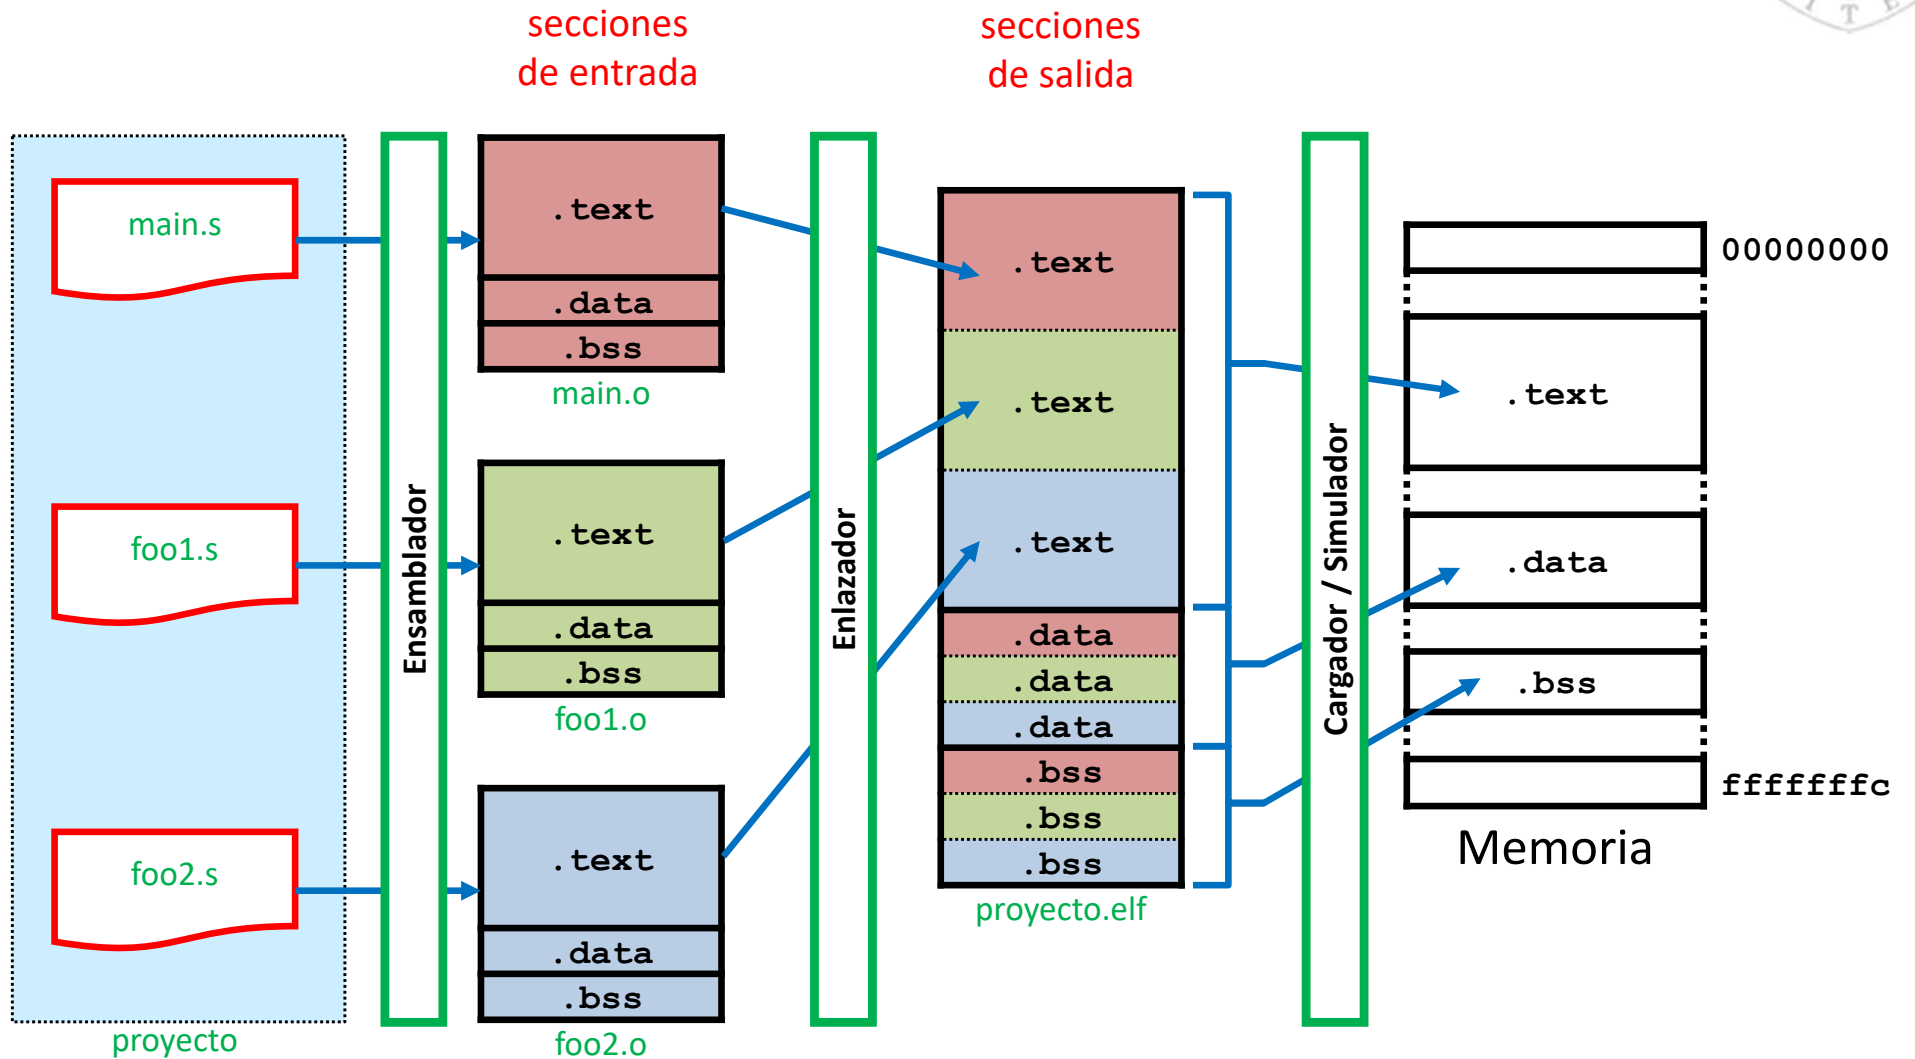 secciones
de entrada
secciones
de salida
I T E
main.s
foo1.s
foo2.s
proyecto
Ensamblador
.text
.data
.bss
main.o
.text
.data
.bss
foo1.o
.text
.data
.bss
foo2.o
Enlazador
.text
.text
.text
.data
.data
.data
.bss
.bss
.bss
proyecto.elf
Cargador / Simulador
00000000
.text
.data
.bss
fffffffc
Memoria